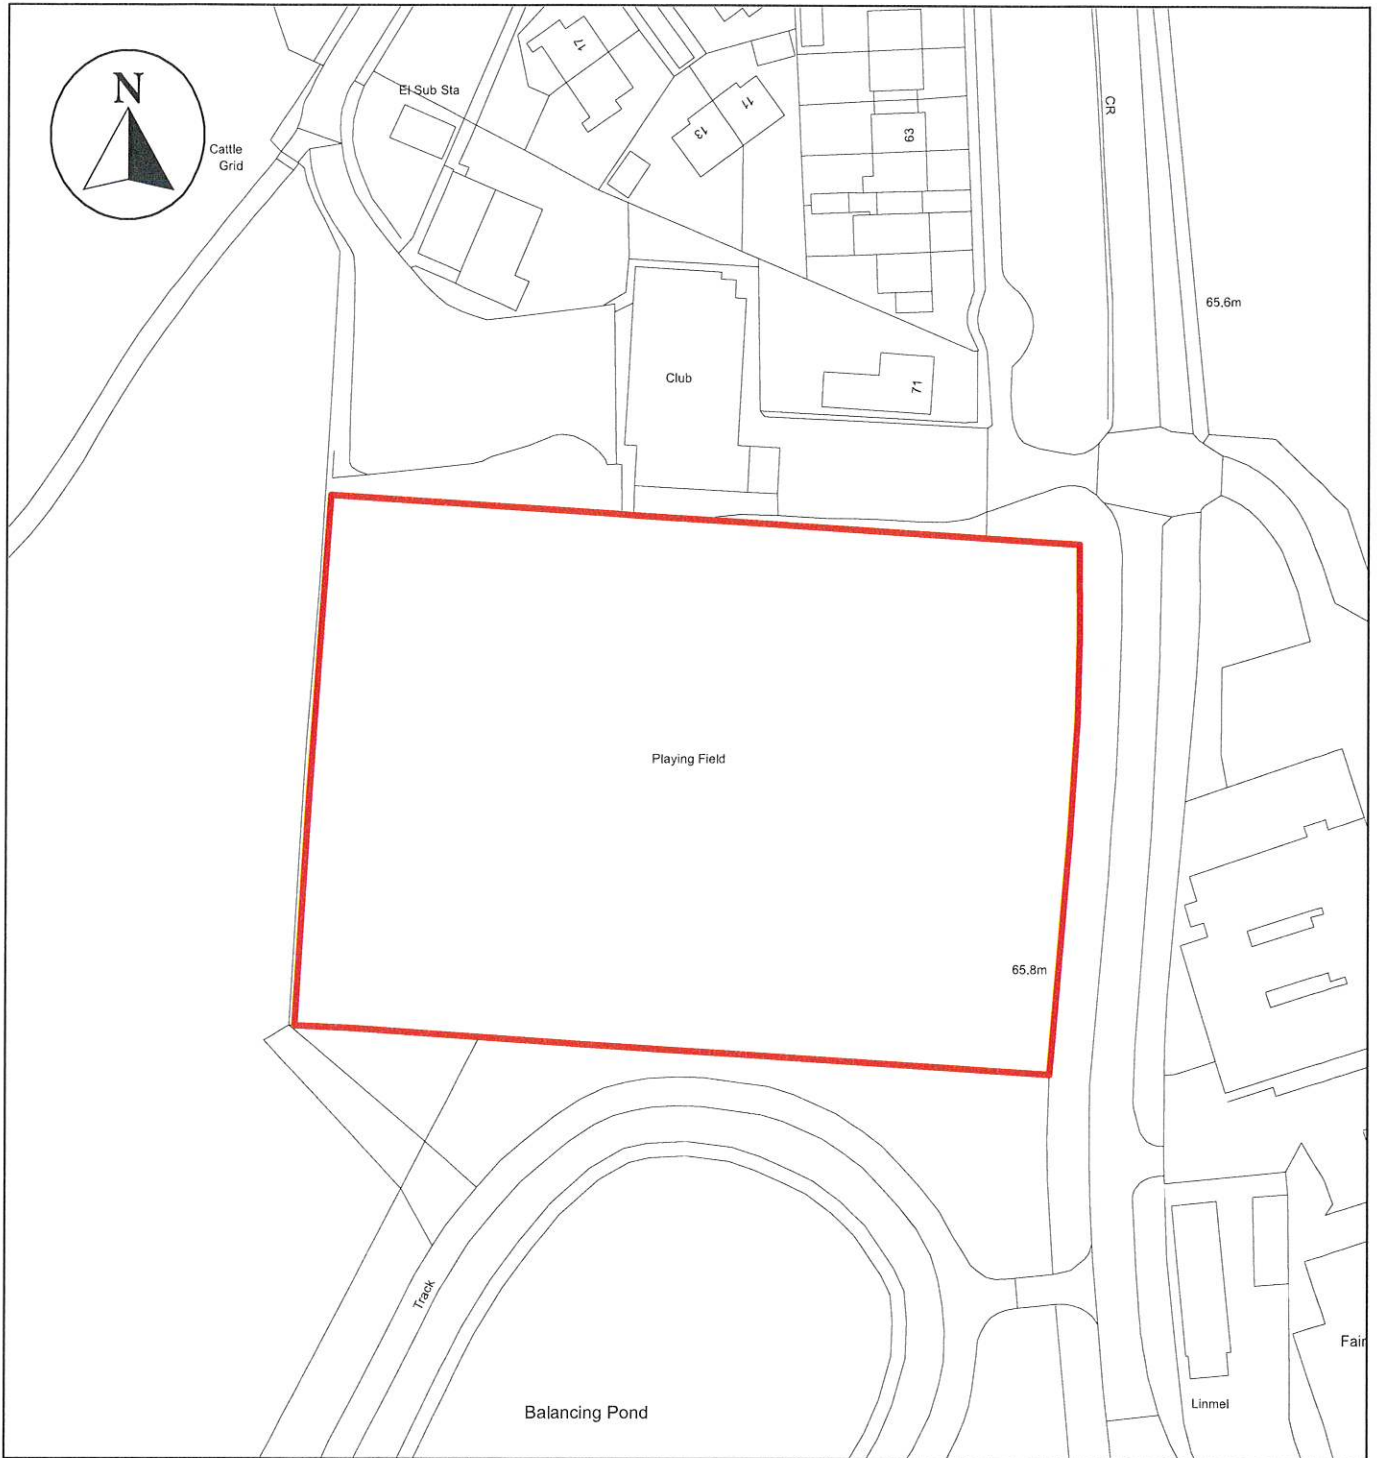 N
17
El Sub Sta
11
CR
13
63
Cattle
Grid
65.6m
Club
71
Playing Field
65.8m
Track
Fair
Linmel
Balancing Pond